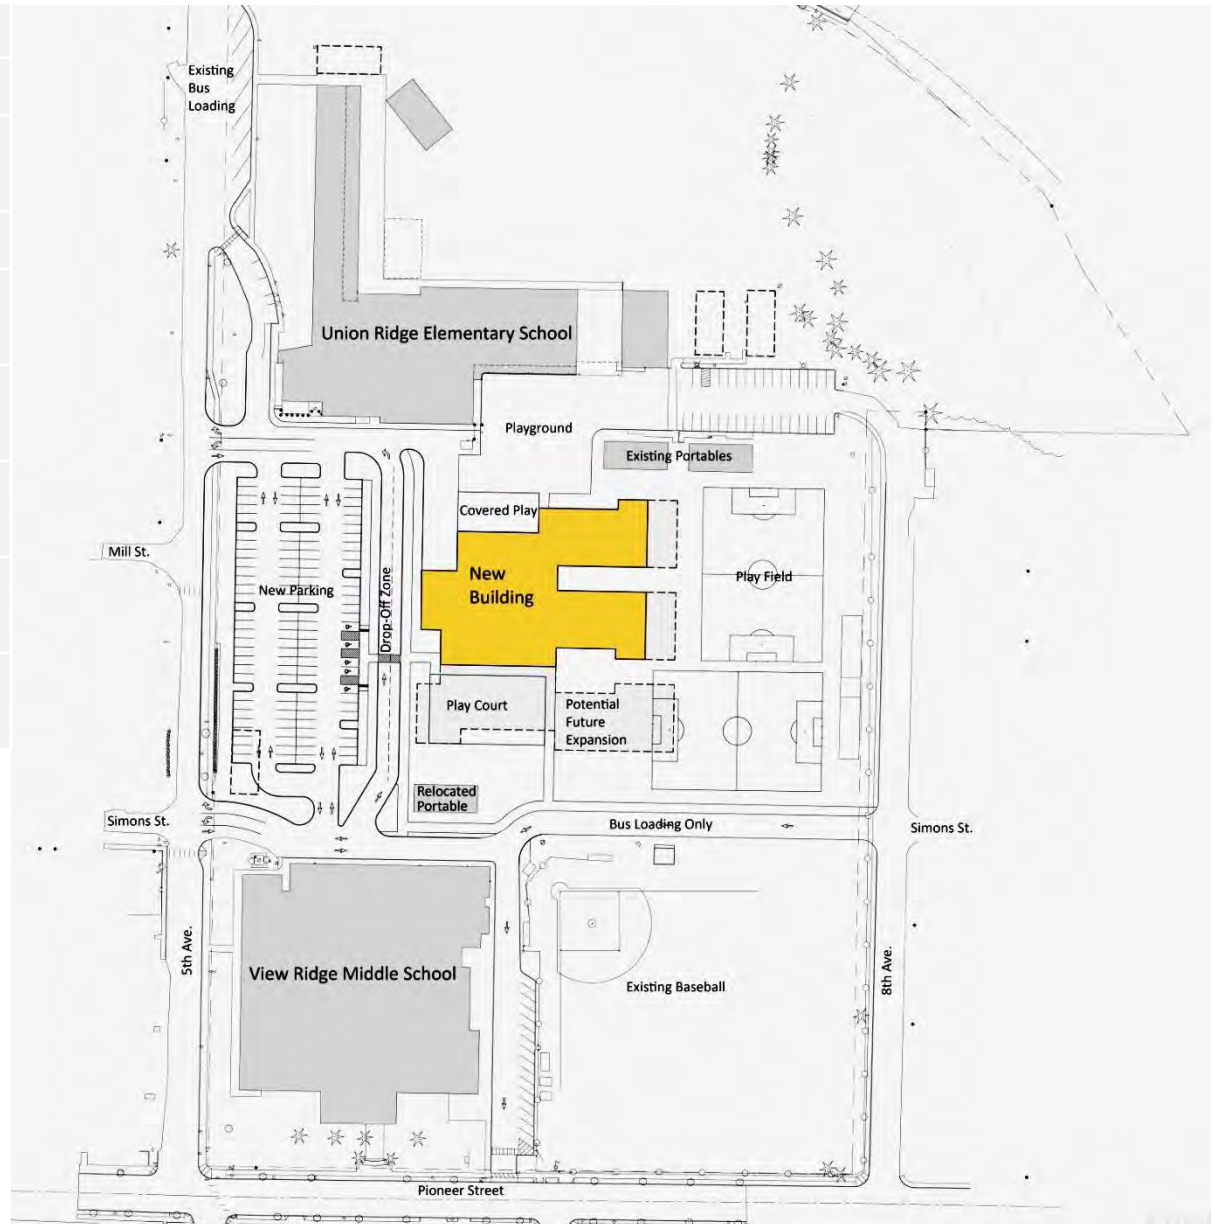 Existing
Bus
Loading
Union Ridge Elementary School
Playground
Existing Portables
Covered Play
Mill St.
New Parking
Drop-Off Zone
New
Building
Play Field
Play Court
Potential
Future
Expansion
Relocated
Portable
Simons St.
Bus Loading Only
Simons St.
5th Ave.
View Ridge Middle School
Existing Baseball
8th Ave.
Pioneer Street